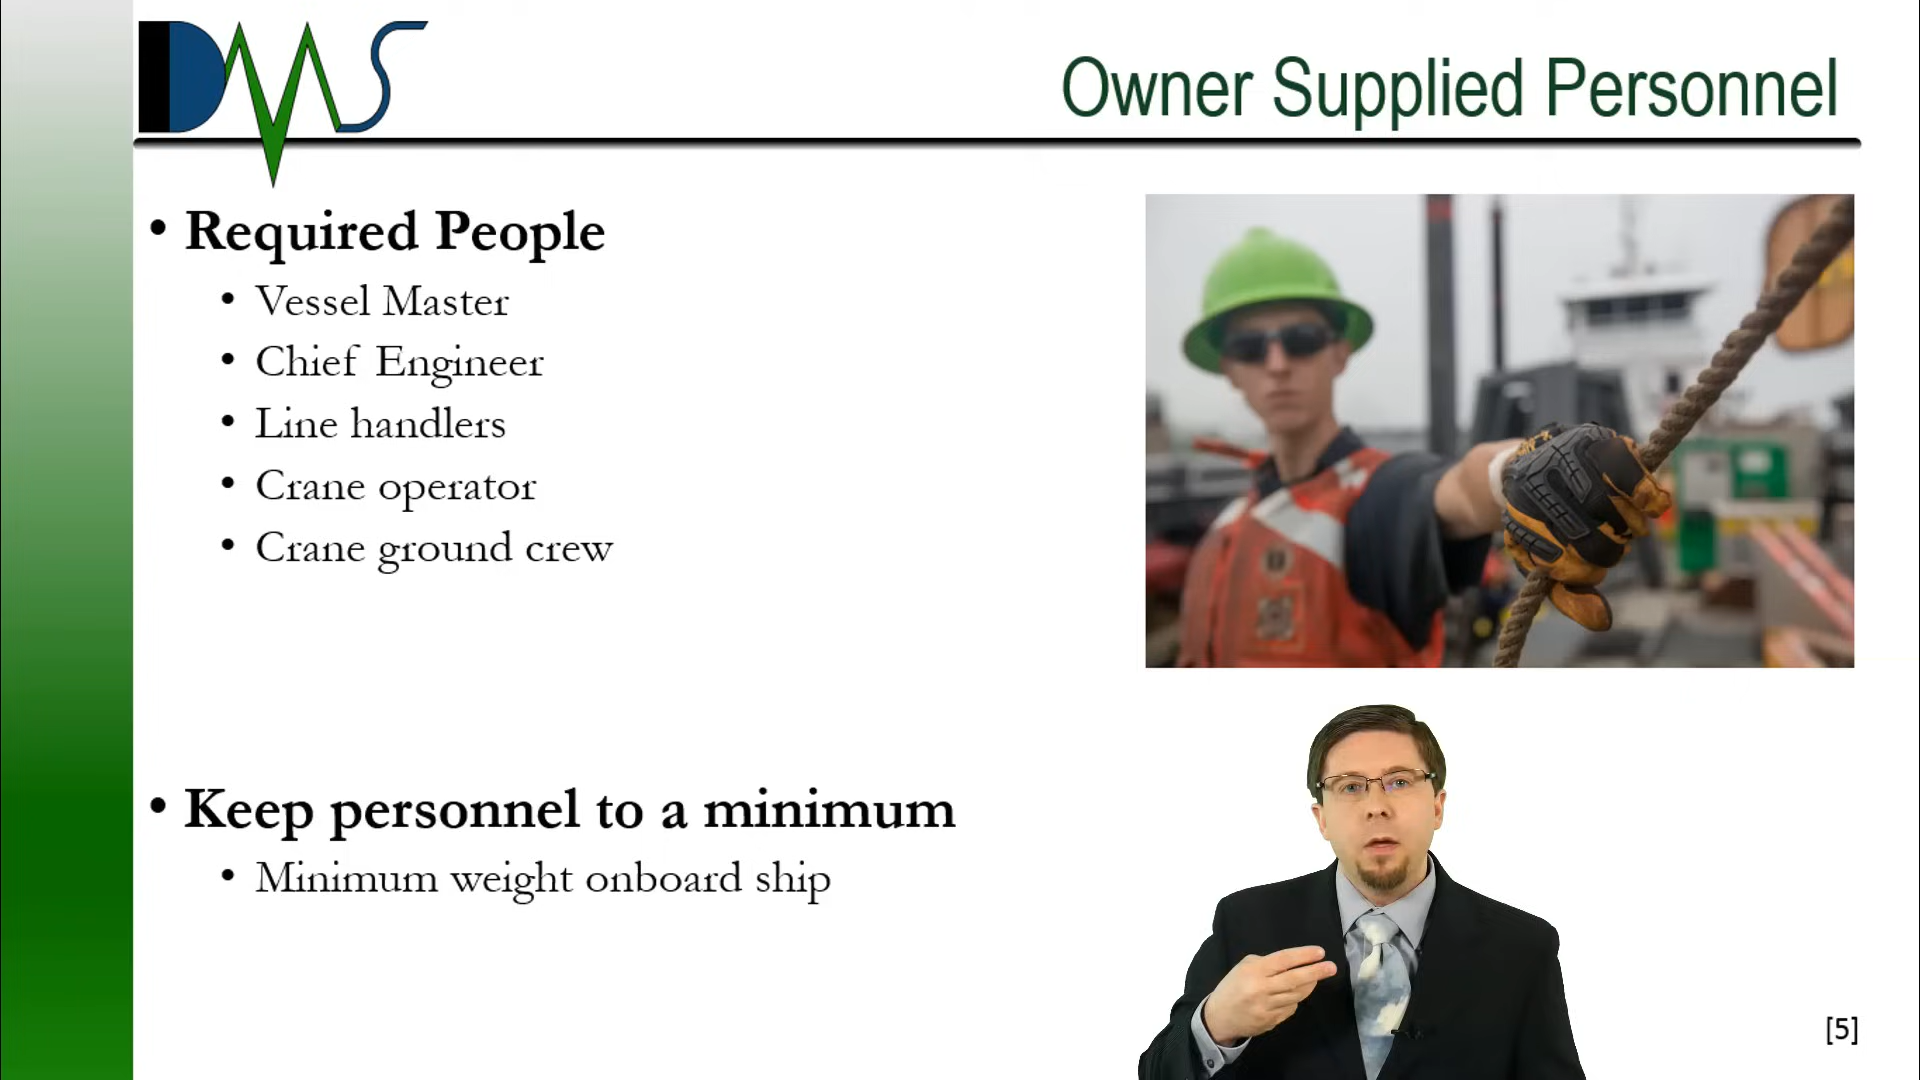 DMS
Owner Supplied Personnel
• Required People
• Vessel Master
• Chief Engineer
• Line handlers
• Crane operator
• Crane ground crew
• Keep personnel to a minimum
• Minimum weight onboard ship
[5]